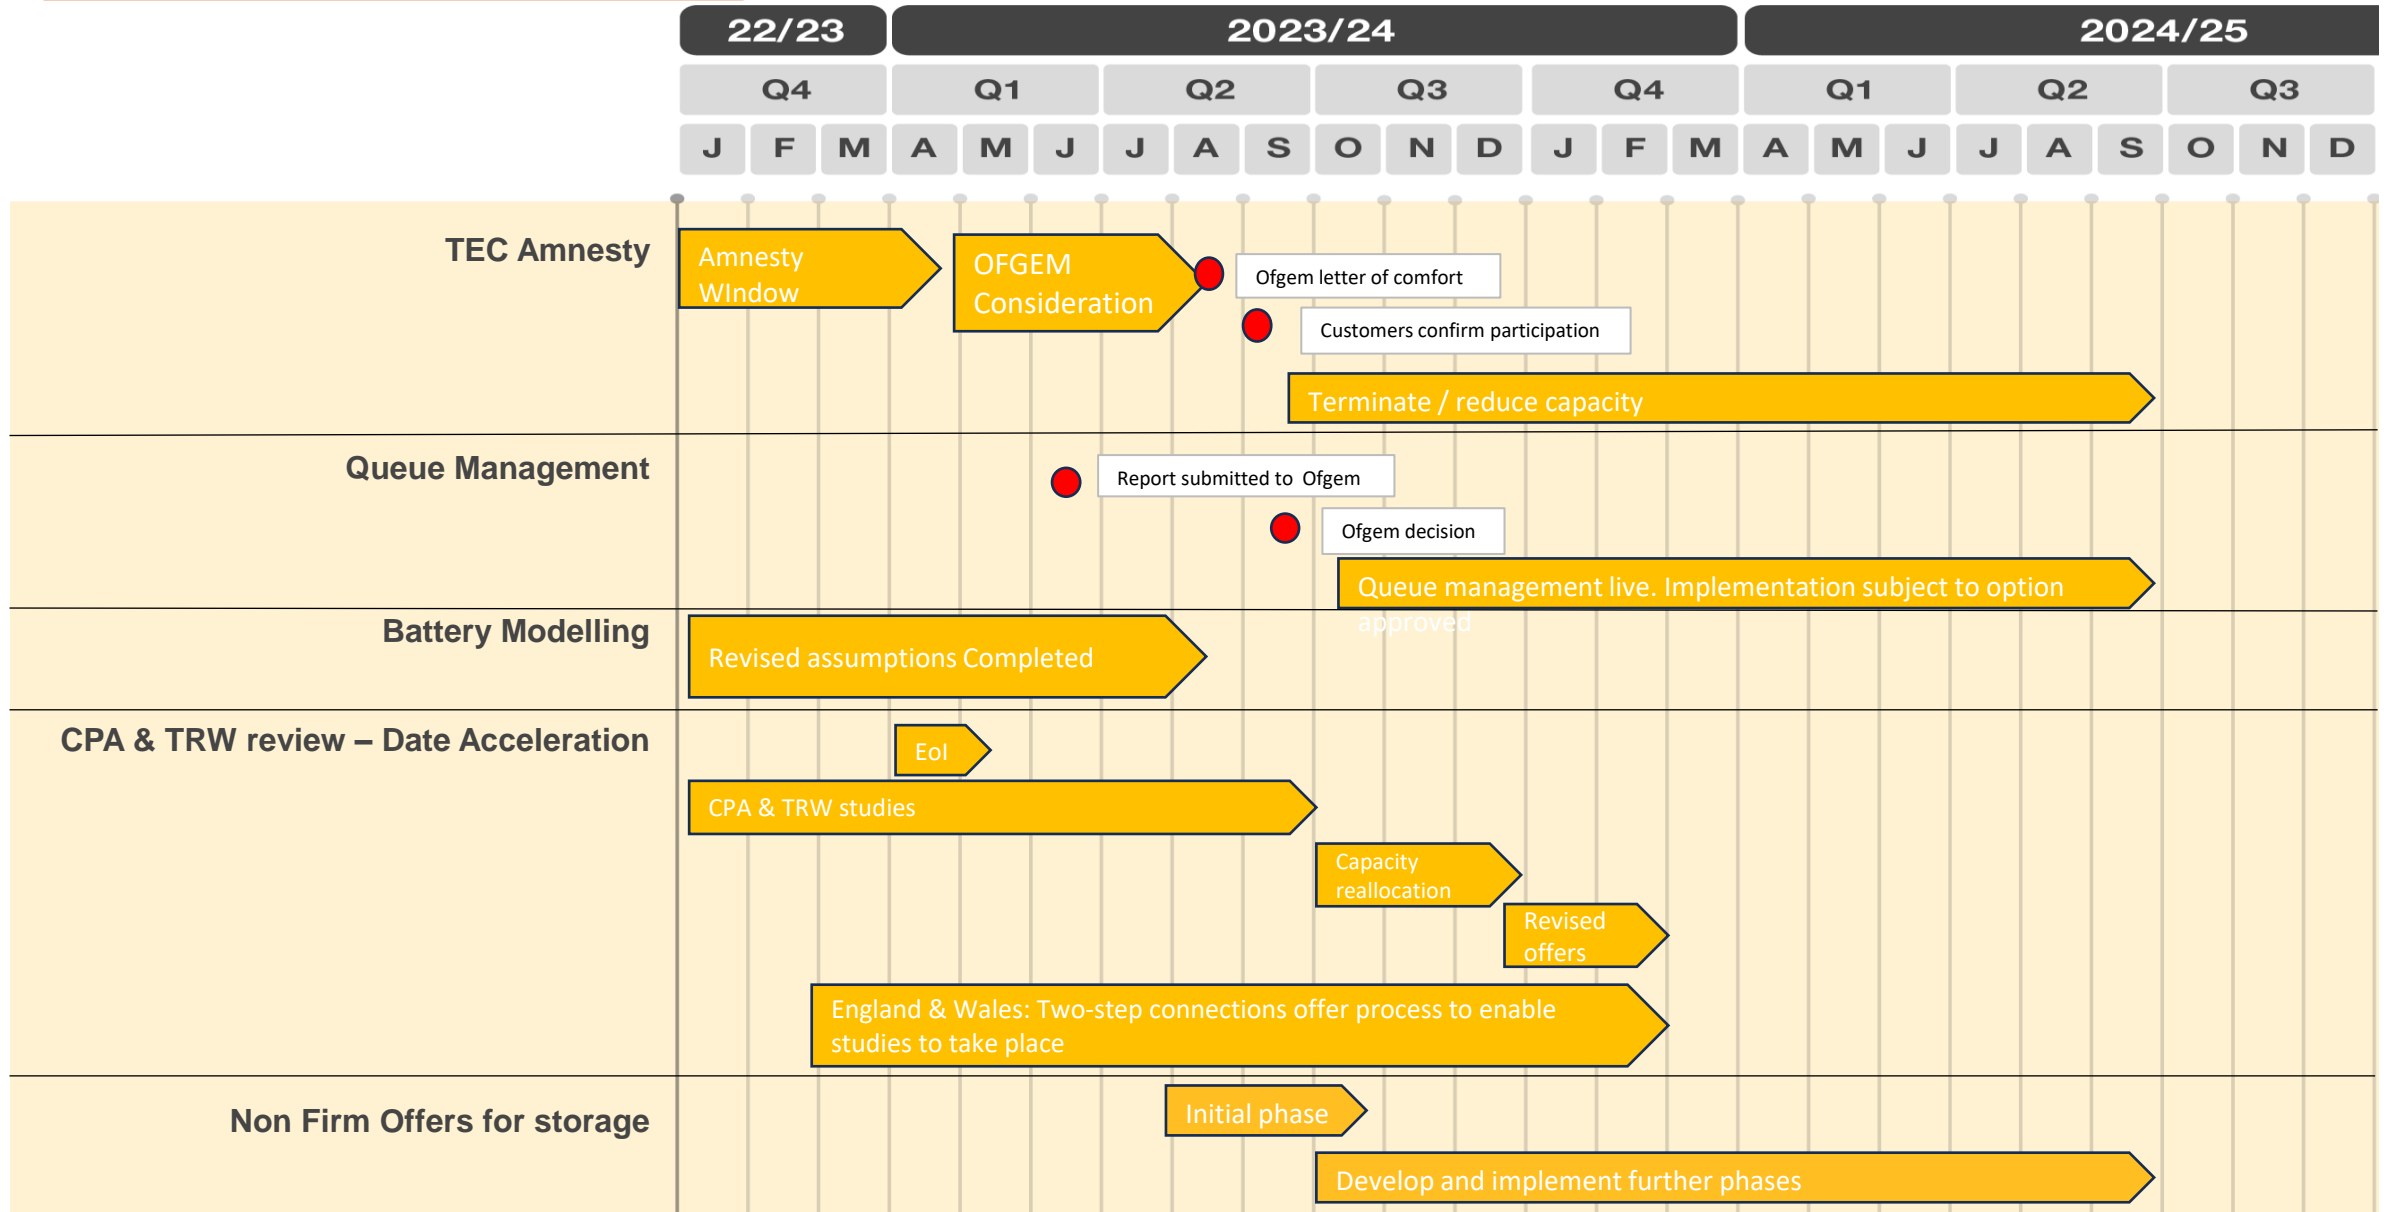 22/23 2023/24 2024/25
Q4 Q1 Q2 Q3 Q4 Q1 Q2 Q3
J F M A M J J A S O N D J F M A M J J A S O N D
TEC Amnesty
Amnesty
WIndow
OFGEM
Consideration
Ofgem letter of comfort
Customers confirm participation
Terminate / reduce capacity
Queue Management
Report submitted to Ofgem
Ofgem decision
Queue management live. Implementation subject to option
approved
Battery Modelling
Revised assumptions Completed
CPA & TRW review – Date Acceleration
EoI
CPA & TRW studies
Capacity
reallocation
Revised
offers
England & Wales: Two-step connections offer process to enable
studies to take place
Non Firm Offers for storage
Initial phase
Develop and implement further phases